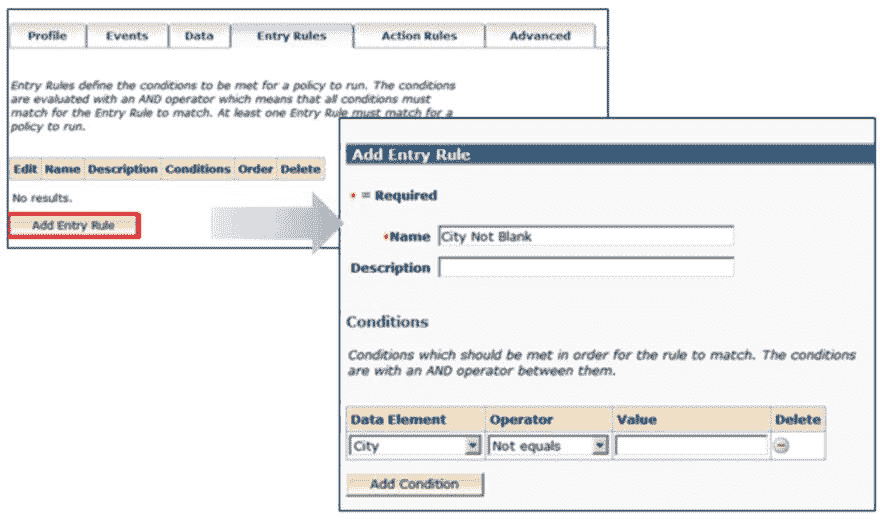 Profile Events Data Entry Rules Action Rules Advanced
Entry Rules define the conditions to be met for a policy to run. The conditions
are evaluated with an AND operator which means that all conditions must
match for the Entry Rule to match. At least one Entry Rule must match for a
policy to run.
Edit Name Description Conditions Order Delete
No results.
Add Entry Rule
Add Entry Rule
• = Required
•Name City Not Blank
Description
Conditions
Conditions which should be met in order for the rule to match. The conditions
are with an AND operator between them.
Data Element Operator Value Delete
City Not equals
Add Condition